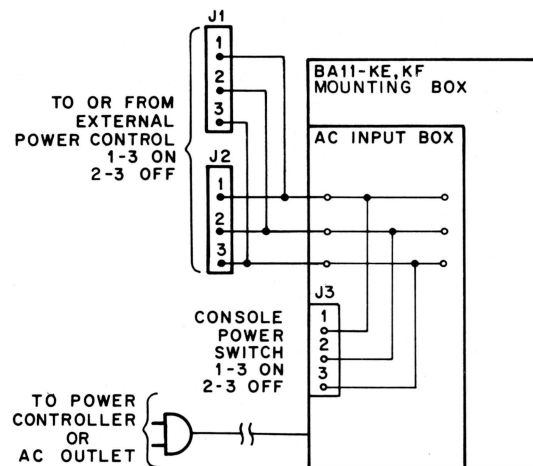 J1
1
2
3
TO OR FROM
EXTERNAL
POWER CONTROL
1-3 ON
2-3 OFF
J2
1
2
3
BA11-KE, KF
MOUNTING BOX
AC INPUT BOX
J3
1
2
3
CONSOLE
POWER
SWITCH
1-3 ON
2-3 OFF
TO POWER
CONTROLLER
OR
AC OUTLET